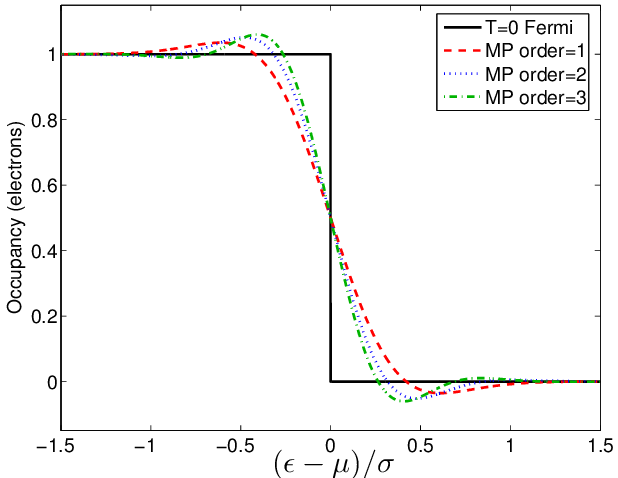 T=0 Fermi
MP order=1
MP order=2
MP order=3
Occupancy (electrons)
1
0.8
0.6
0.4
0.2
0
−1.5 −1 −0.5 0 0.5 1 1.5
(ϵ − μ)/σ